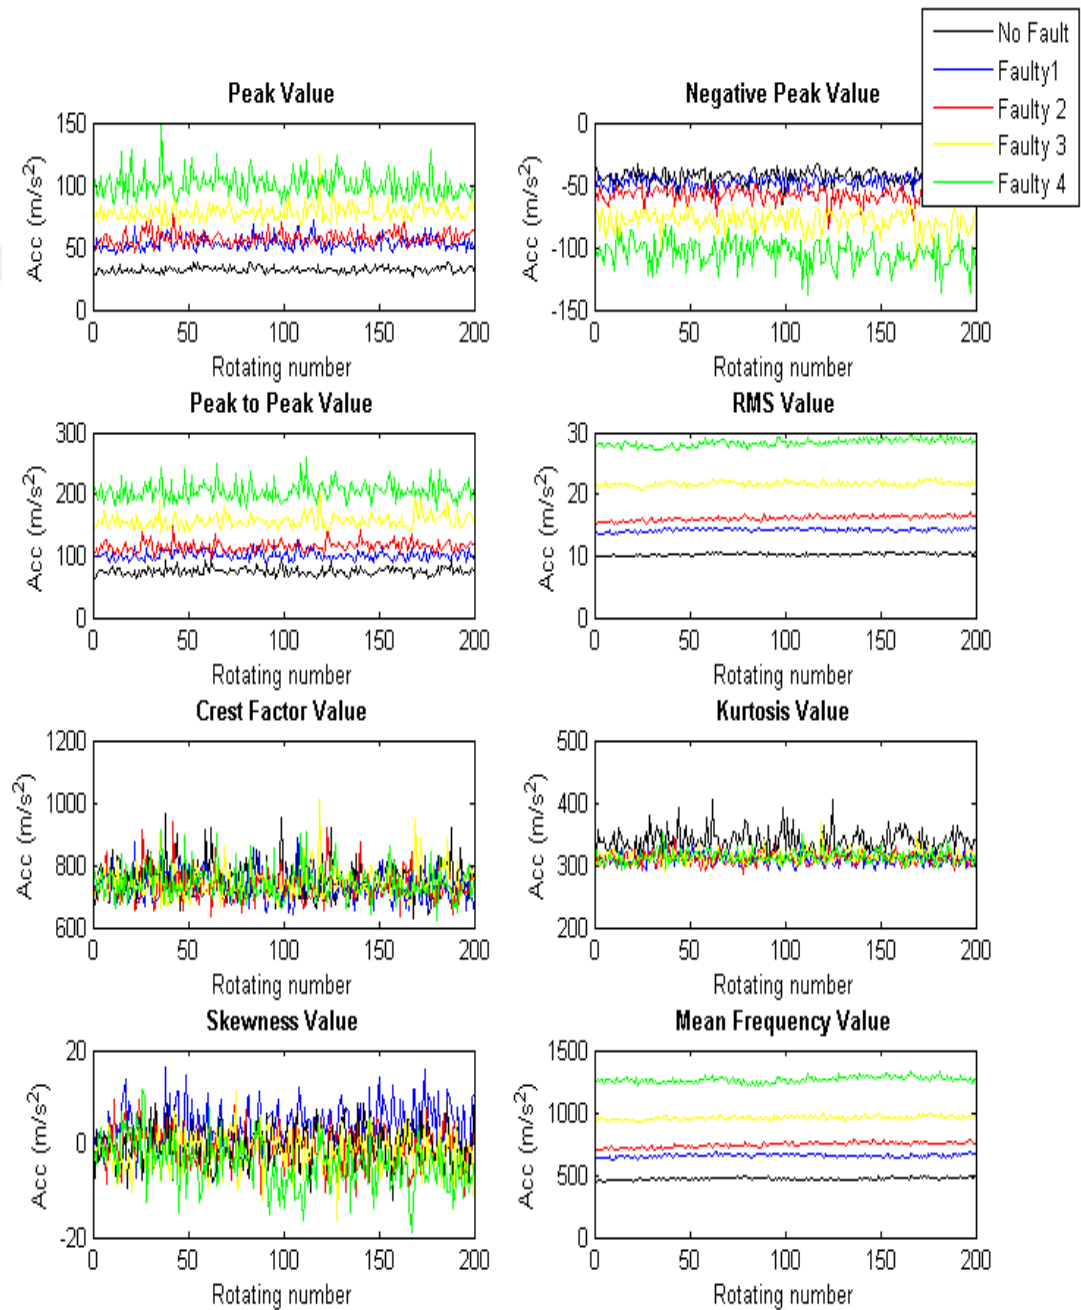 No Fault
Faulty1
Faulty 2
Faulty 3
Faulty 4
Peak Value
150
100
50
0
Acc (m/s²)
0 50 100 150 200
Rotating number
Negative Peak Value
0
-50
-100
-150
Acc (m/s²)
0 50 100 150 200
Rotating number
Peak to Peak Value
300
200
100
0
Acc (m/s²)
0 50 100 150 200
Rotating number
RMS Value
30
20
10
0
Acc (m/s²)
0 50 100 150 200
Rotating number
Crest Factor Value
1200
1000
800
600
Acc (m/s²)
0 50 100 150 200
Rotating number
Kurtosis Value
500
400
300
200
Acc (m/s²)
0 50 100 150 200
Rotating number
Skewness Value
20
0
-20
Acc (m/s²)
0 50 100 150 200
Rotating number
Mean Frequency Value
1500
1000
500
0
Acc (m/s²)
0 50 100 150 200
Rotating number